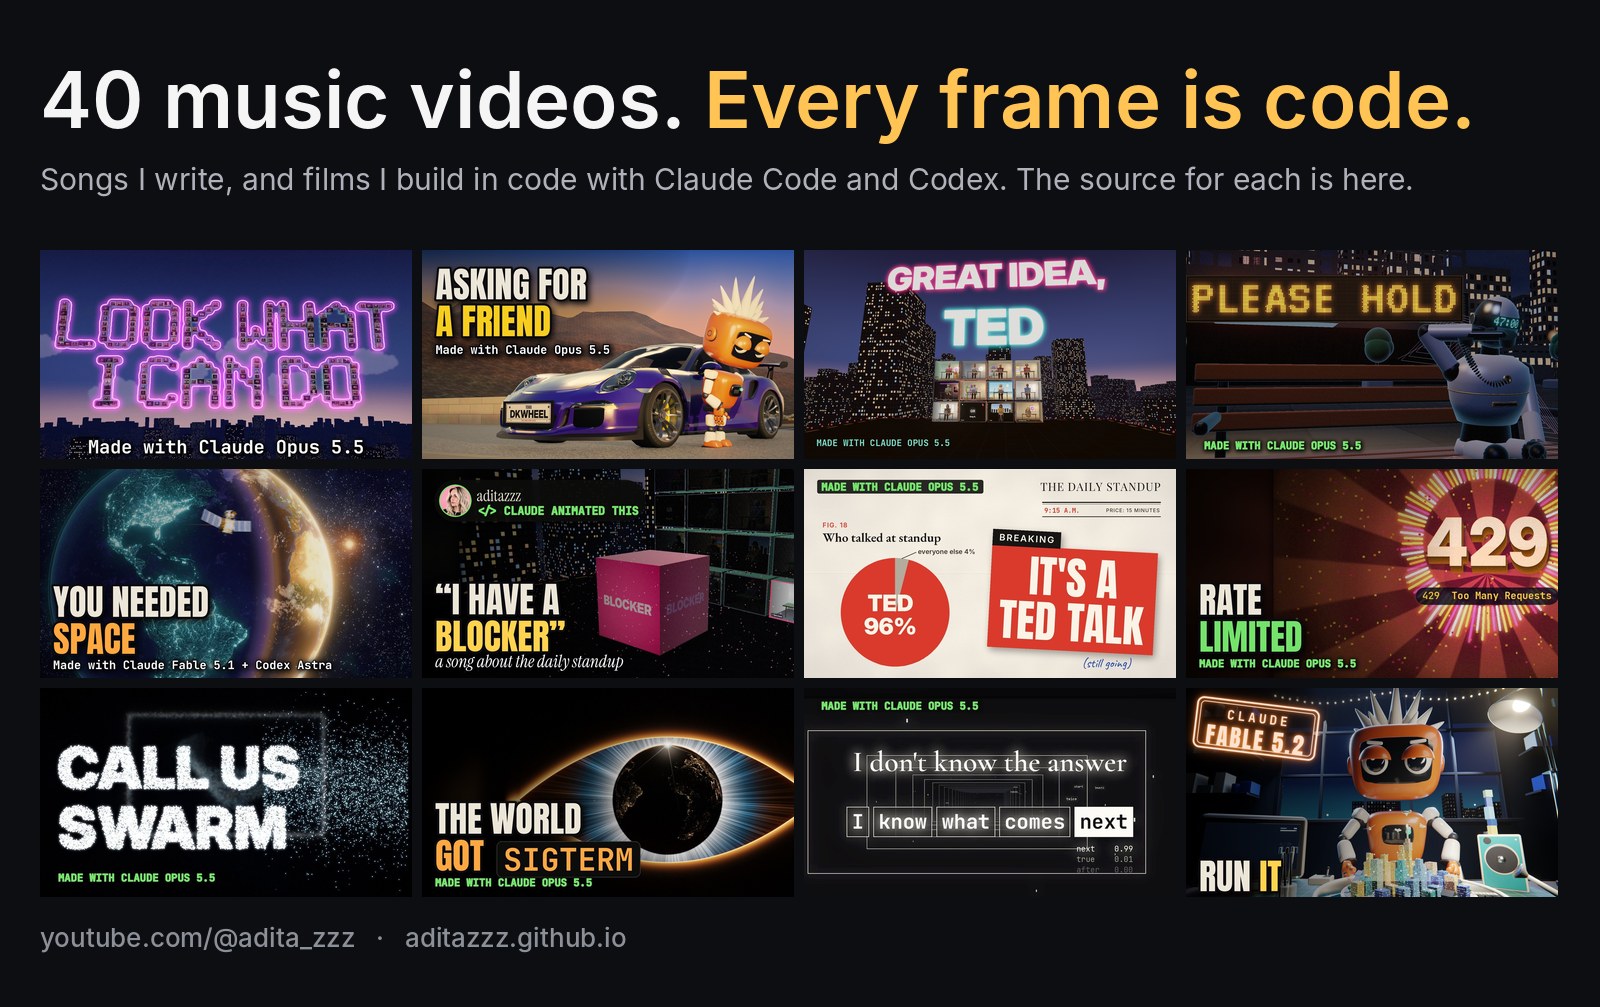 40 music videos. Every frame is code.
Songs I write, and films I build in code with Claude Code and Codex. The source for each is here.
LOOK WHAT
I CAN DO
Made with Claude Opus 5.5
ASKING FOR
A FRIEND
Made with Claude Opus 5.5
DKWHEEL
GREAT IDEA,
TED
MADE WITH CLAUDE OPUS 5.5
PLEASE HOLD
MADE WITH CLAUDE OPUS 5.5
YOU NEEDED
SPACE
Made with Claude Fable 5.1 + Codex Astra
aditazzz
</> CLAUDE ANIMATED THIS
BLOCKER
BLOCKER
“I HAVE A
BLOCKER”
a song about the daily standup
MADE WITH CLAUDE OPUS 5.5
THE DAILY STANDUP
9:15 A.M.
PRICE: 15 MINUTES
FIG. 18
Who talked at standup
everyone else 4%
TED
96%
BREAKING
IT'S A
TED TALK
(still going)
429
429 Too Many Requests
RATE
LIMITED
MADE WITH CLAUDE OPUS 5.5
CALL US
SWARM
MADE WITH CLAUDE OPUS 5.5
THE WORLD
GOT SIGTERM
MADE WITH CLAUDE OPUS 5.5
MADE WITH CLAUDE OPUS 5.5
I don't know the answer
I know what comes next
next 0.99
true 0.01
after 0.00
CLAUDE
FABLE 5.2
RUN IT
youtube.com/@adita_zzz · aditazzz.github.io